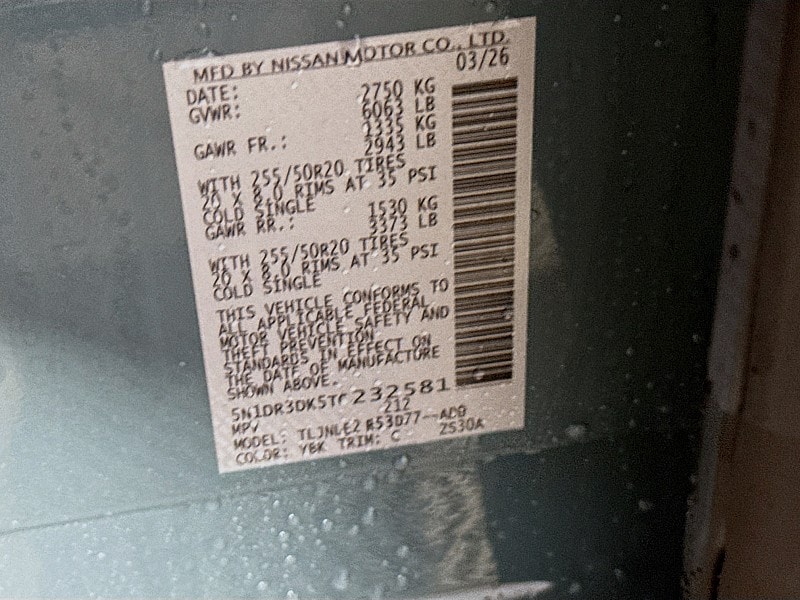 MFD BY NISSAN MOTOR CO., LTD.
DATE: 03/26
GVWR: 2750 KG
6063 LB
GAWR FR.: 1335 KG
2943 LB
WITH 255/50R20 TIRES
20 X 8.0 RIMS AT 35 PSI
COLD SINGLE
GAWR RR.: 1530 KG
3373 LB
WITH 255/50R20 TIRES
20 X 8.0 RIMS AT 35 PSI
COLD SINGLE
THIS VEHICLE CONFORMS TO
ALL APPLICABLE FEDERAL
MOTOR VEHICLE SAFETY AND
THEFT PREVENTION
STANDARDS IN EFFECT ON
THE DATE OF MANUFACTURE
SHOWN ABOVE.
232581
MPV 212
MODEL: TLJNLE2 R53D77--ADQ
COLOR: YBK TRIM: C 2530A